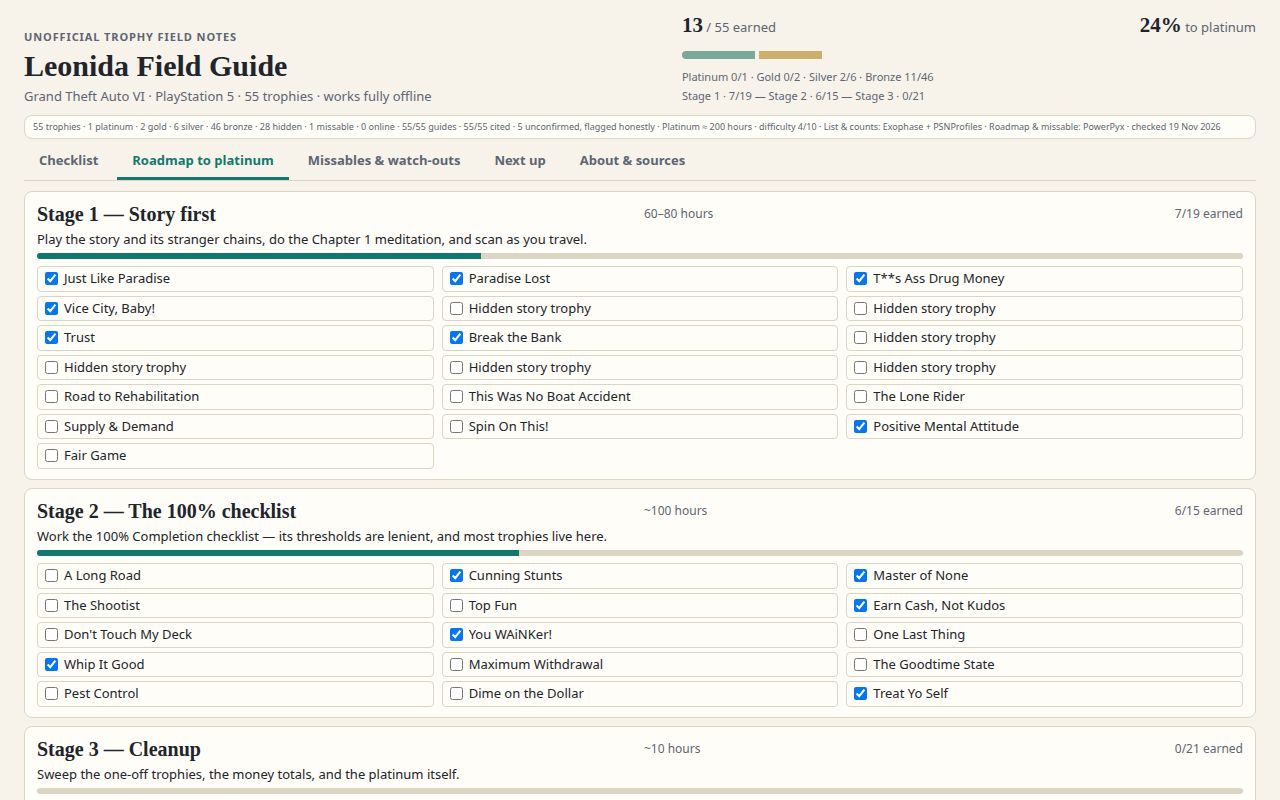 UNOFFICIAL TROPHY FIELD NOTES
Leonida Field Guide
Grand Theft Auto VI · PlayStation 5 · 55 trophies · works fully offline
13 / 55 earned
24% to platinum
Platinum 0/1 · Gold 0/2 · Silver 2/6 · Bronze 11/46
Stage 1 · 7/19 — Stage 2 · 6/15 — Stage 3 · 0/21
55 trophies · 1 platinum · 2 gold · 6 silver · 46 bronze · 28 hidden · 1 missable · 0 online · 55/55 guides · 55/55 cited · 5 unconfirmed, flagged honestly · Platinum ≈ 200 hours · difficulty 4/10 · List & counts: Exophase + PSNProfiles · Roadmap & missable: PowerPyx · checked 19 Nov 2026
Checklist
Roadmap to platinum
Missables & watch-outs
Next up
About & sources
Stage 1 — Story first
60–80 hours
7/19 earned
Play the story and its stranger chains, do the Chapter 1 meditation, and scan as you travel.
Just Like Paradise
Paradise Lost
T**s Ass Drug Money
Vice City, Baby!
Hidden story trophy
Hidden story trophy
Trust
Break the Bank
Hidden story trophy
Hidden story trophy
Hidden story trophy
Hidden story trophy
Road to Rehabilitation
This Was No Boat Accident
The Lone Rider
Supply & Demand
Spin On This!
Positive Mental Attitude
Fair Game
Stage 2 — The 100% checklist
~100 hours
6/15 earned
Work the 100% Completion checklist — its thresholds are lenient, and most trophies live here.
A Long Road
Cunning Stunts
Master of None
The Shootist
Top Fun
Earn Cash, Not Kudos
Don't Touch My Deck
You WAiNKer!
One Last Thing
Whip It Good
Maximum Withdrawal
The Goodtime State
Pest Control
Dime on the Dollar
Treat Yo Self
Stage 3 — Cleanup
~10 hours
0/21 earned
Sweep the one-off trophies, the money totals, and the platinum itself.